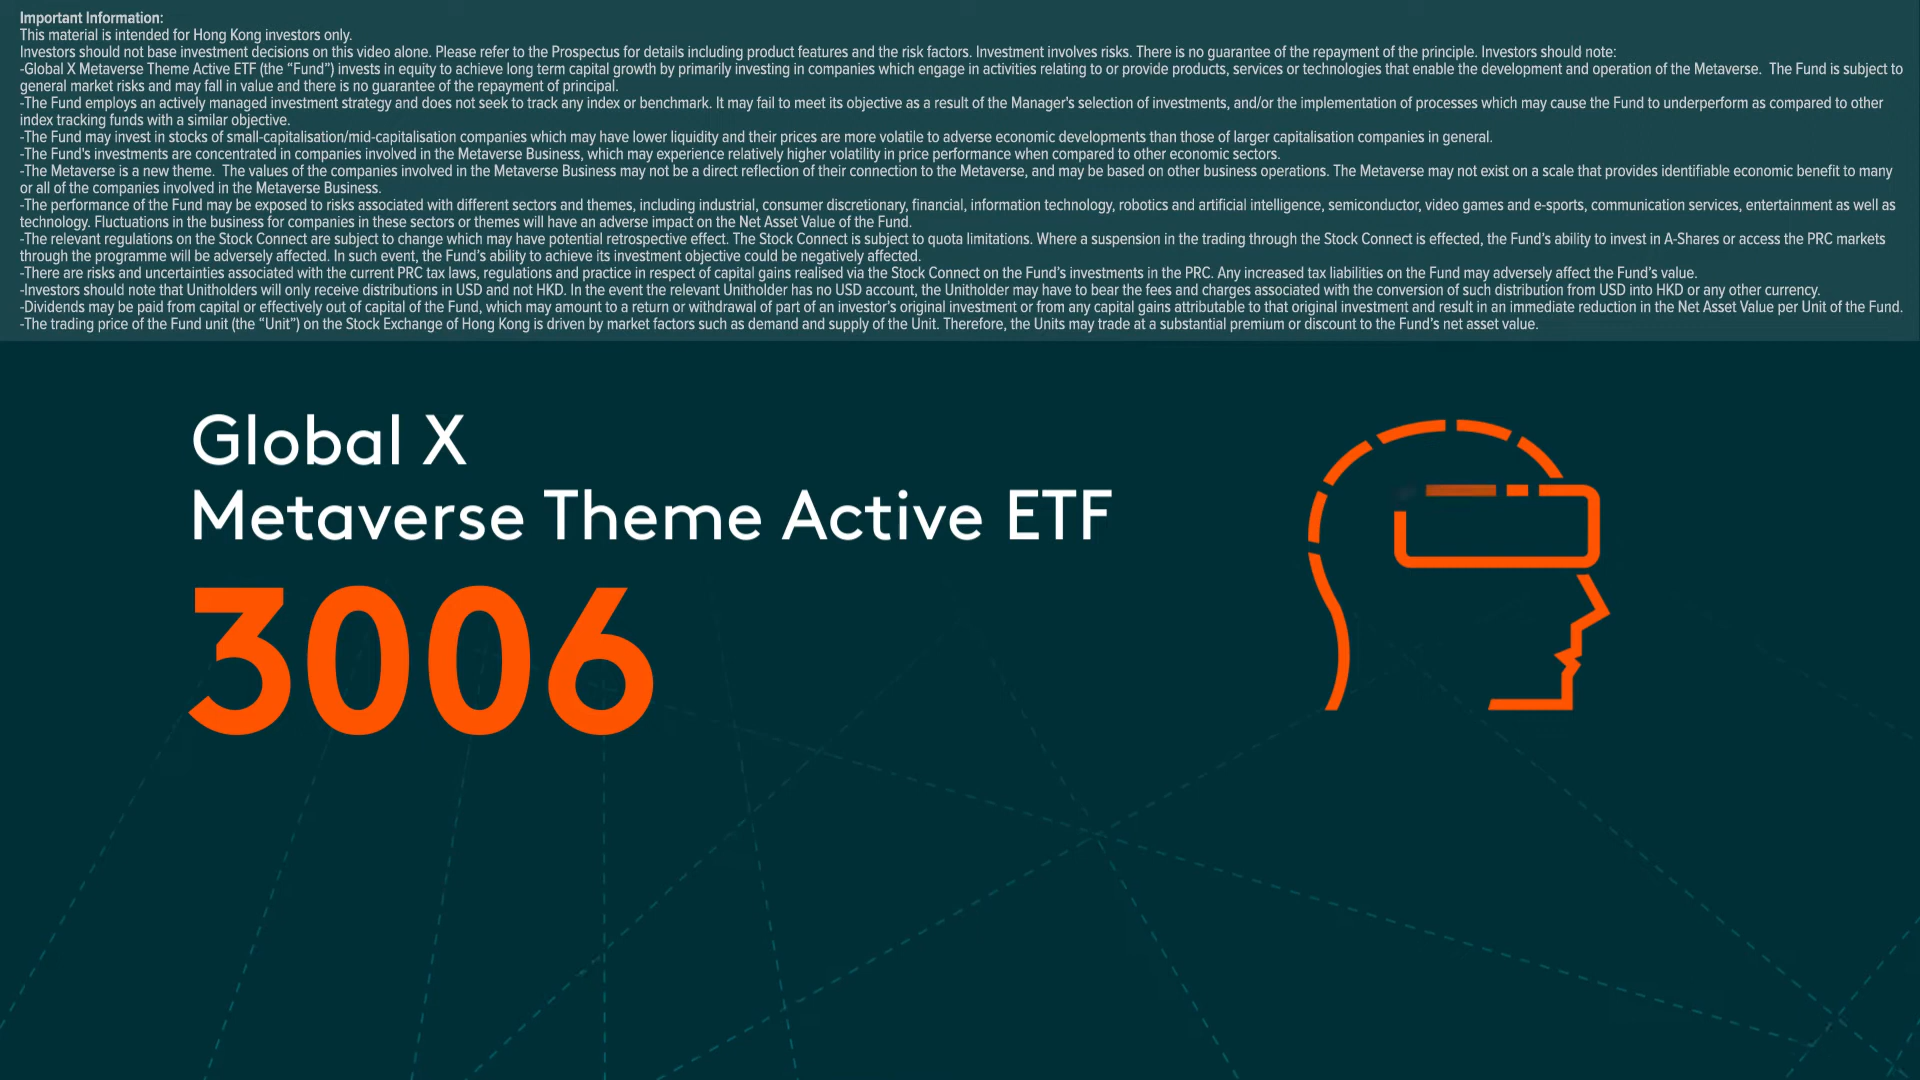 Important Information:
This material is intended for Hong Kong investors only.
Investors should not base investment decisions on this video alone. Please refer to the Prospectus for details including product features and the risk factors. Investment involves risks. There is no guarantee of the repayment of the principle. Investors should note:
-Global X Metaverse Theme Active ETF (the “Fund”) invests in equity to achieve long term capital growth by primarily investing in companies which engage in activities relating to or provide products, services or technologies that enable the development and operation of the Metaverse. The Fund is subject to
general market risks and may fall in value and there is no guarantee of the repayment of principal.
-The Fund employs an actively managed investment strategy and does not seek to track any index or benchmark. It may fail to meet its objective as a result of the Manager's selection of investments, and/or the implementation of processes which may cause the Fund to underperform as compared to other
index tracking funds with a similar objective.
-The Fund may invest in stocks of small-capitalisation/mid-capitalisation companies which may have lower liquidity and their prices are more volatile to adverse economic developments than those of larger capitalisation companies in general.
-The Fund's investments are concentrated in companies involved in the Metaverse Business, which may experience relatively higher volatility in price performance when compared to other economic sectors.
-The Metaverse is a new theme. The values of the companies involved in the Metaverse Business may not be a direct reflection of their connection to the Metaverse, and may be based on other business operations. The Metaverse may not exist on a scale that provides identifiable economic benefit to many
or all of the companies involved in the Metaverse Business.
-The performance of the Fund may be exposed to risks associated with different sectors and themes, including industrial, consumer discretionary, financial, information technology, robotics and artificial intelligence, semiconductor, video games and e-sports, communication services, entertainment as well as
technology. Fluctuations in the business for companies in these sectors or themes will have an adverse impact on the Net Asset Value of the Fund.
-The relevant regulations on the Stock Connect are subject to change which may have potential retrospective effect. The Stock Connect is subject to quota limitations. Where a suspension in the trading through the Stock Connect is effected, the Fund's ability to invest in A-Shares or access the PRC markets
through the programme will be adversely affected. In such event, the Fund's ability to achieve its investment objective could be negatively affected.
-There are risks and uncertainties associated with the current PRC tax laws, regulations and practice in respect of capital gains realised via the Stock Connect on the Fund's investments in the PRC. Any increased tax liabilities on the Fund may adversely affect the Fund's value.
-Investors should note that Unitholders will only receive distributions in USD and not HKD. In the event the relevant Unitholder has no USD account, the Unitholder may have to bear the fees and charges associated with the conversion of such distribution from USD into HKD or any other currency.
-Dividends may be paid from capital or effectively out of capital of the Fund, which may amount to a return or withdrawal of part of an investor's original investment or from any capital gains attributable to that original investment and result in an immediate reduction in the Net Asset Value per Unit of the Fund.
-The trading price of the Fund unit (the “Unit”) on the Stock Exchange of Hong Kong is driven by market factors such as demand and supply of the Unit. Therefore, the Units may trade at a substantial premium or discount to the Fund's net asset value.
Global X
Metaverse Theme Active ETF
3006